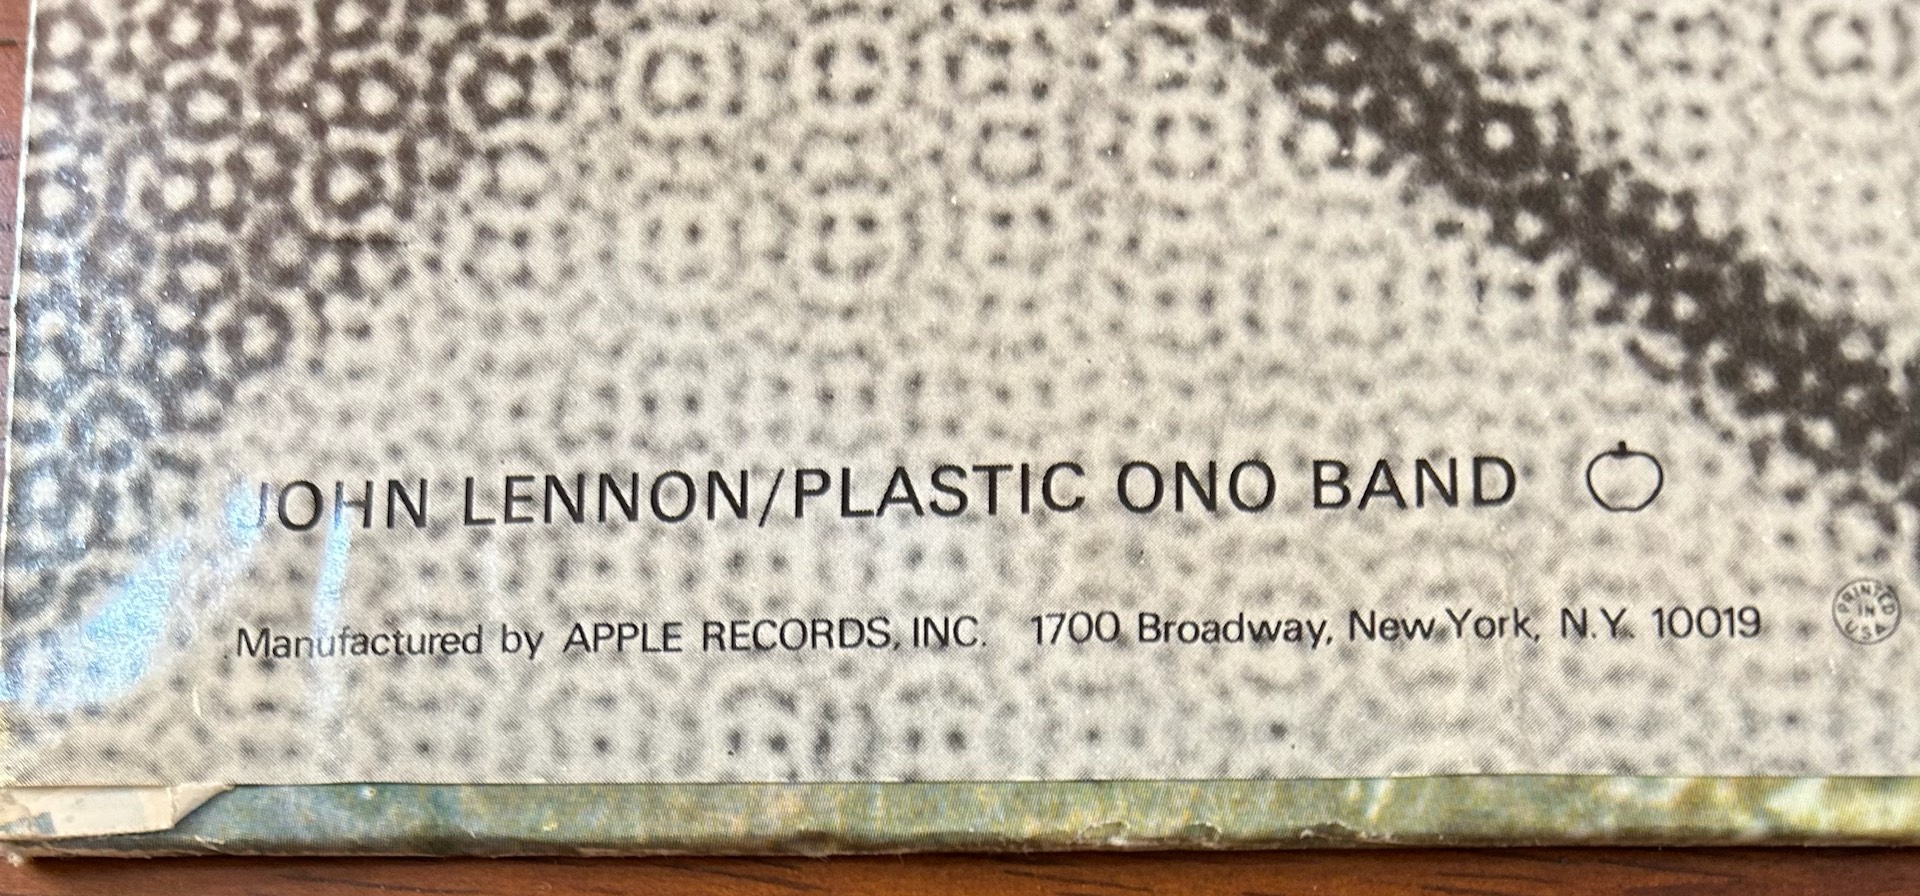 JOHN LENNON/PLASTIC ONO BAND
Manufactured by APPLE RECORDS, INC. 1700 Broadway, New York, N.Y. 10019
PRINTED IN USA